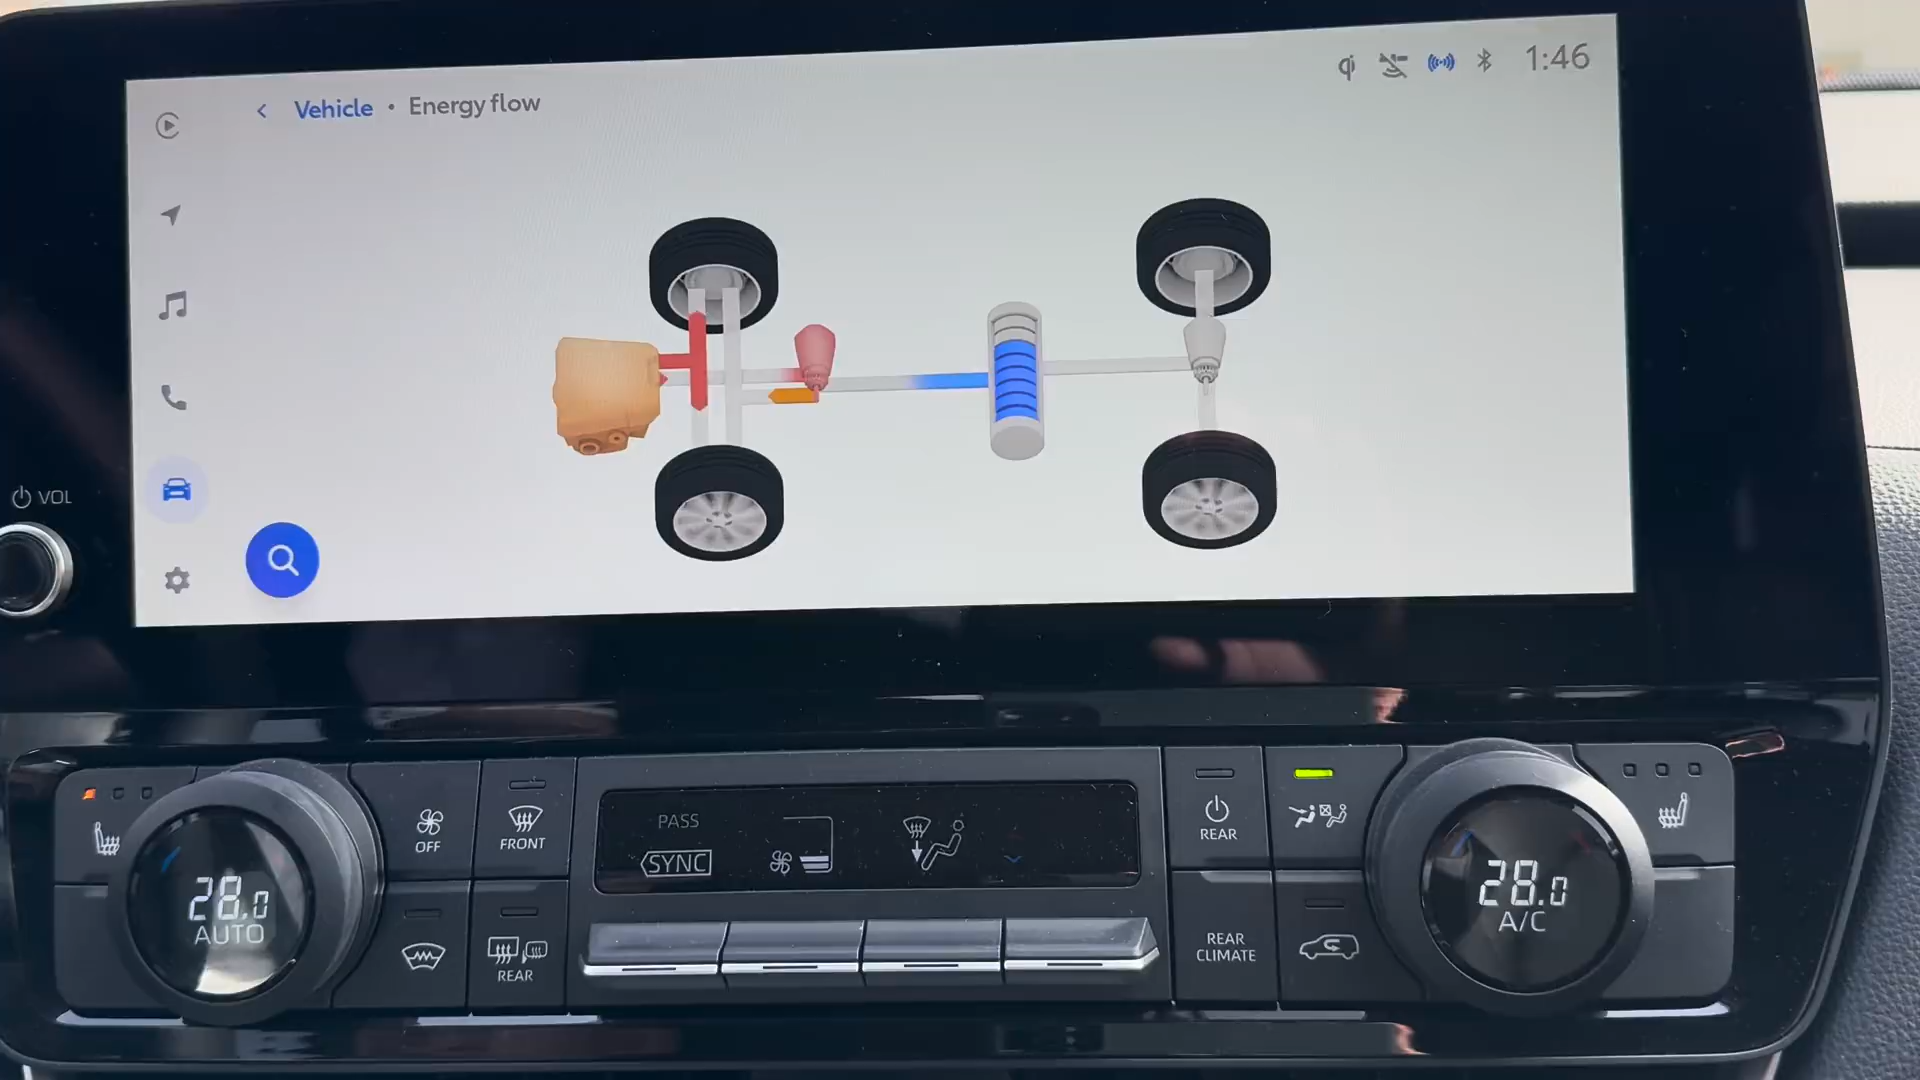 Vehicle • Energy flow
1:46
VOL
PASS
SYNC
OFF
FRONT
REAR
28.0
AUTO
REAR
REAR
CLIMATE
28.0
A/C